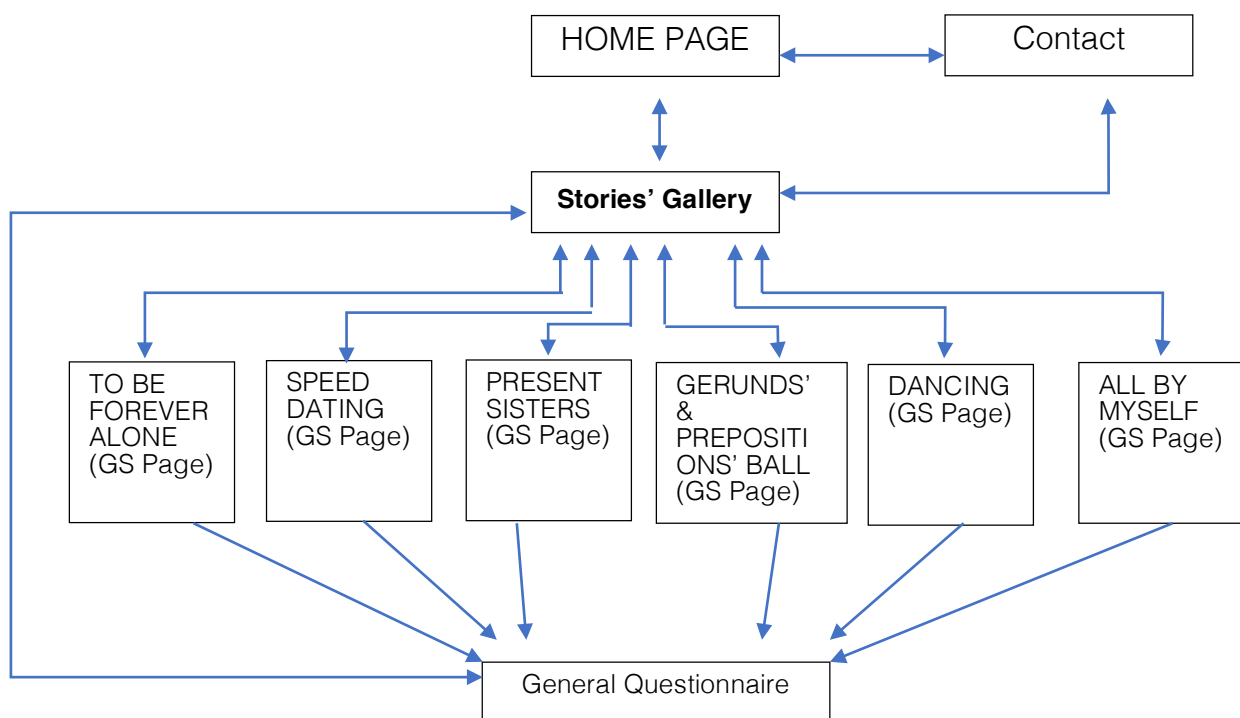 HOME PAGE
Contact
Stories’ Gallery
TO BE
FOREVER
ALONE
(GS Page)
SPEED
DATING
(GS Page)
PRESENT
SISTERS
(GS Page)
GERUNDS’
&
PREPOSITI
ONS’ BALL
(GS Page)
DANCING
(GS Page)
ALL BY
MYSELF
(GS Page)
General Questionnaire